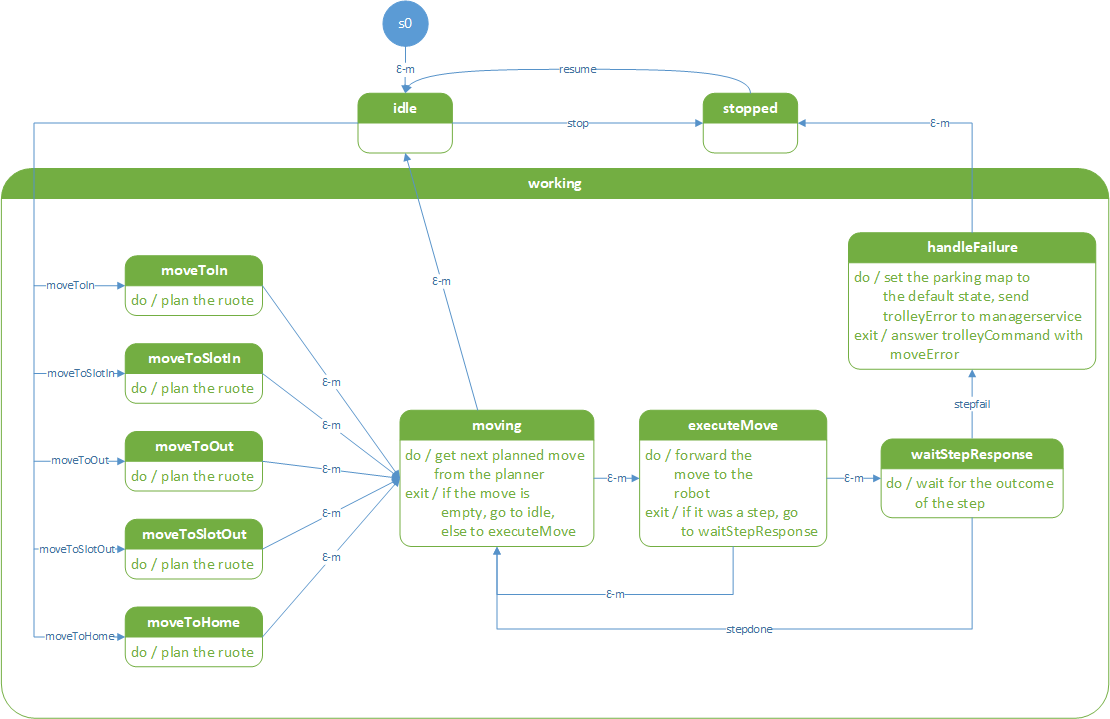 s0
ε-m
resume
idle
stopped
stop
ε-m
working
handleFailure
do / set the parking map to
the default state, send
trolleyError to managerservice
exit / answer trolleyCommand with
moveError
moveToIn
moveToIn
do / plan the ruote
ε-m
moveToSlotIn
moveToSlotIn
do / plan the ruote
ε-m
ε-m
stepfail
moving
do / get next planned move
from the planner
exit / if the move is
empty, go to idle,
else to executeMove
executeMove
do / forward the
move to the
robot
exit / if it was a step, go
to waitStepResponse
waitStepResponse
do / wait for the outcome
of the step
ε-m
ε-m
moveToOut
moveToOut
do / plan the ruote
ε-m
ε-m
moveToSlotOut
moveToSlotOut
do / plan the ruote
ε-m
ε-m
ε-m
stepdone
moveToHome
moveToHome
do / plan the ruote